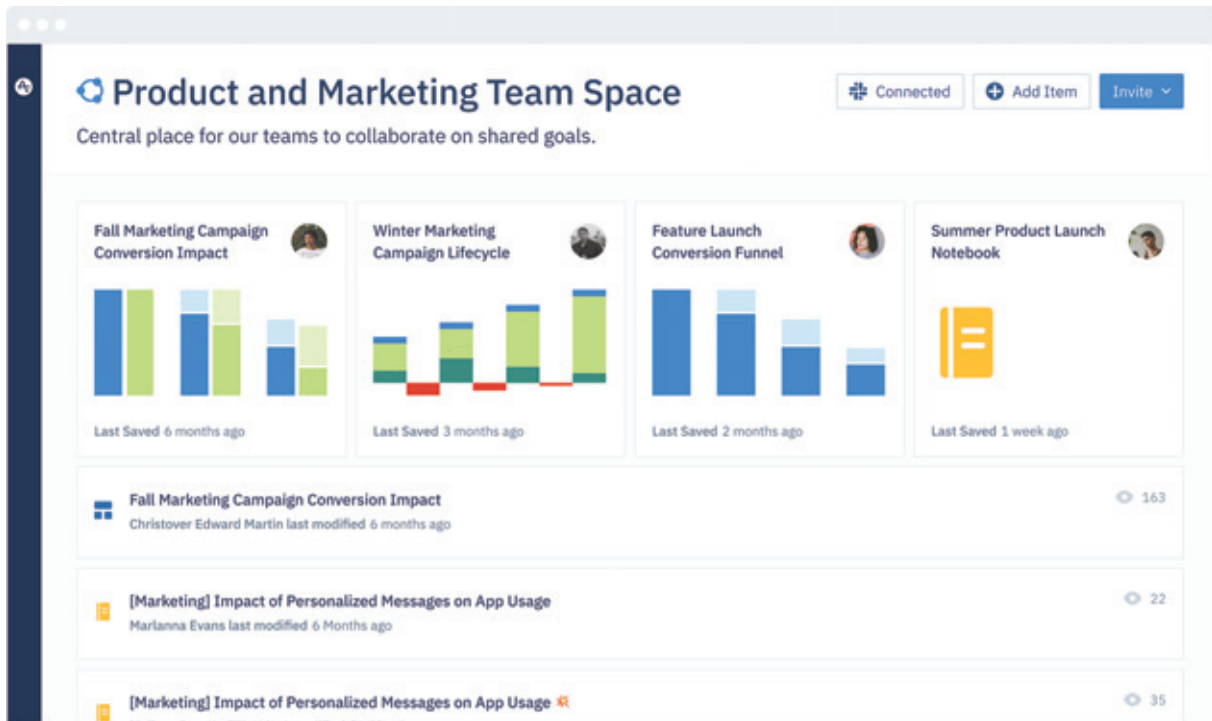 Product and Marketing Team Space
Connected
Add Item
Invite
Central place for our teams to collaborate on shared goals.
Fall Marketing Campaign
Conversion Impact
Last Saved 6 months ago
Winter Marketing
Campaign Lifecycle
Last Saved 3 months ago
Feature Launch
Conversion Funnel
Last Saved 2 months ago
Summer Product Launch
Notebook
Last Saved 1 week ago
Fall Marketing Campaign Conversion Impact
163
Christover Edward Martin last modified 6 months ago
[Marketing] Impact of Personalized Messages on App Usage
22
Marlanna Evans last modified 6 Months ago
[Marketing] Impact of Personalized Messages on App Usage
35